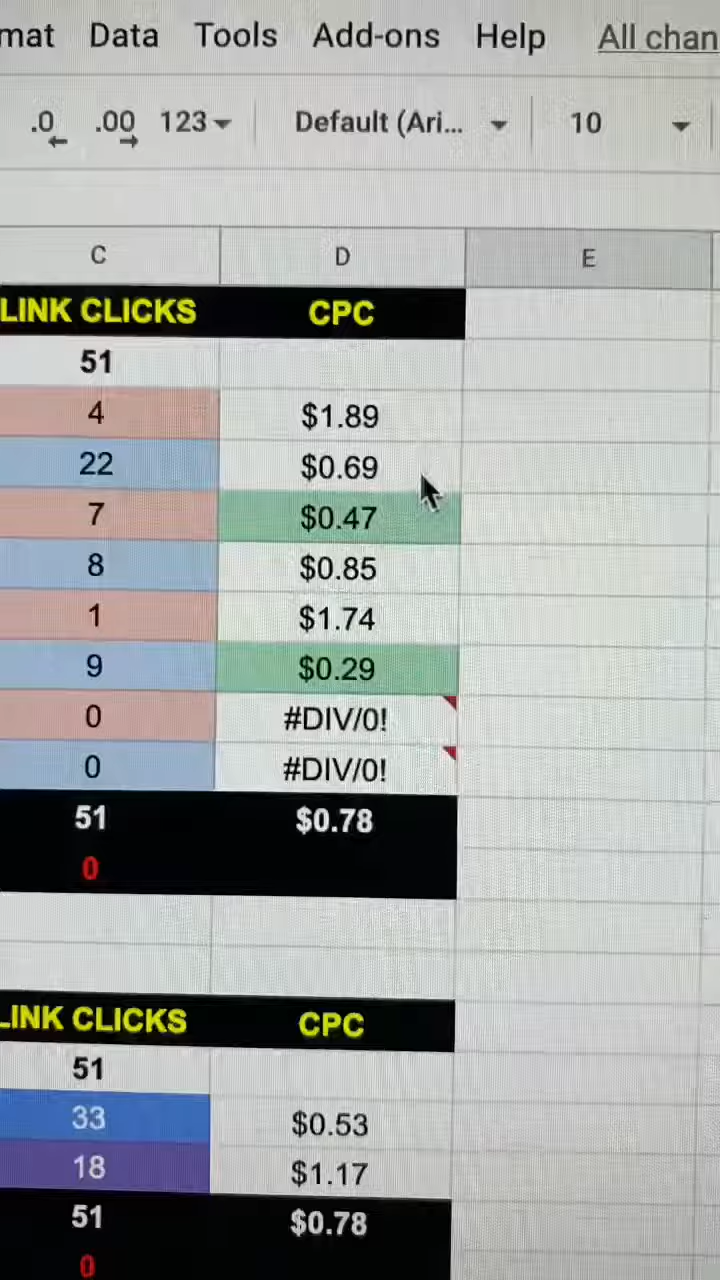 mat Data Tools Add-ons Help All chan
.0 .00 123 Default (Ari... 10
C D E
LINK CLICKS CPC
51
4 $1.89
22 $0.69
7 $0.47
8 $0.85
1 $1.74
9 $0.29
0 #DIV/0!
0 #DIV/0!
51 $0.78
0
LINK CLICKS CPC
51
33 $0.53
18 $1.17
51 $0.78
0